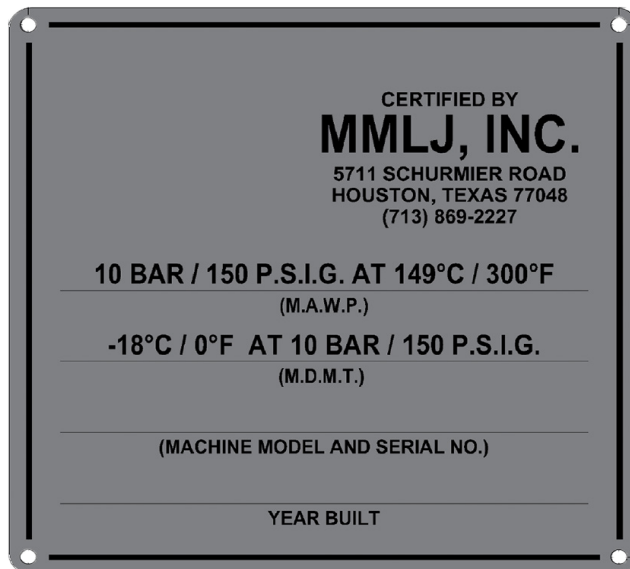 CERTIFIED BY
MMLJ, INC.
5711 SCHURMIER ROAD
HOUSTON, TEXAS 77048
(713) 869-2227
10 BAR / 150 P.S.I.G. AT 149°C / 300°F
(M.A.W.P.)
-18°C / 0°F AT 10 BAR / 150 P.S.I.G.
(M.D.M.T.)
(MACHINE MODEL AND SERIAL NO.)
YEAR BUILT